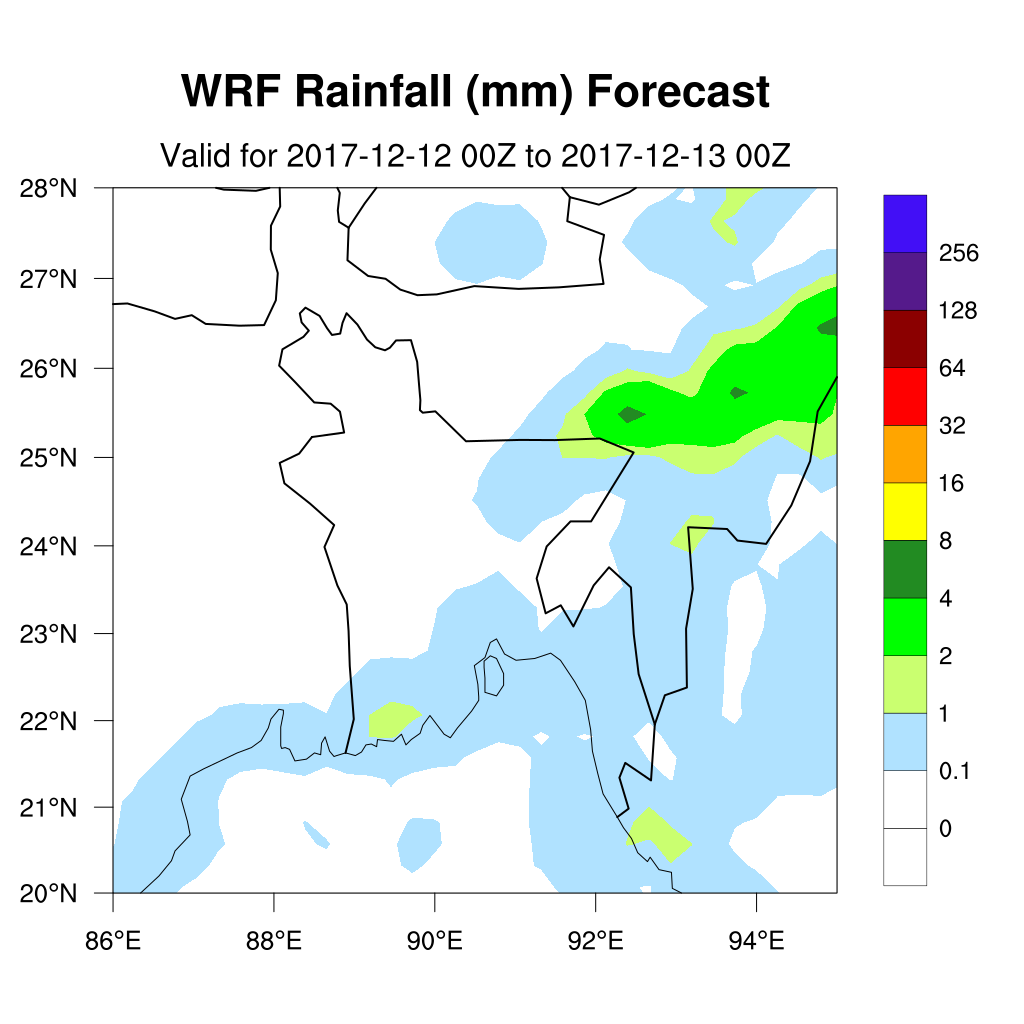 WRF Rainfall (mm) Forecast
Valid for 2017-12-12 00Z to 2017-12-13 00Z
28°N
27°N
26°N
25°N
24°N
23°N
22°N
21°N
20°N
86°E
88°E
90°E
92°E
94°E
256
128
64
32
16
8
4
2
1
0.1
0